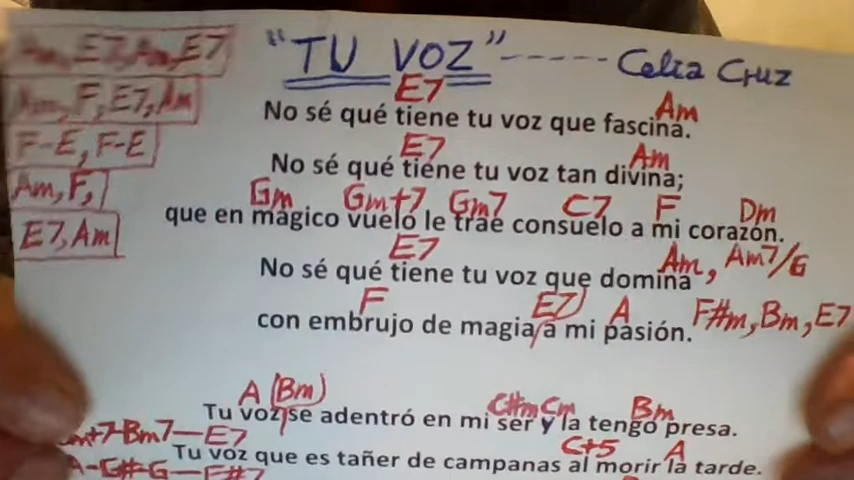 "TU VOZ" ------ Celia Cruz
Am, E7, Am, E7
Am, F, E7, Am
F-E, F-E
Am, F,
E7, Am
E7 Am
No sé qué tiene tu voz que fascina.
E7 Am
No sé qué tiene tu voz tan divina;
Gm Gm+7 Gm7 C7 F Dm
que en mágico vuelo le trae consuelo a mi corazón.
E7 Am, Am7/G
No sé qué tiene tu voz que domina
F E7 A F#m, Bm, E7
con embrujo de magia a mi pasión.
A (Bm) C#m Cm Bm
Tu voz se adentró en mi ser y la tengo presa.
m+7-Bm7-E7 C+5 A
Tu voz que es tañer de campanas al morir la tarde.
A-G#-G-F#7